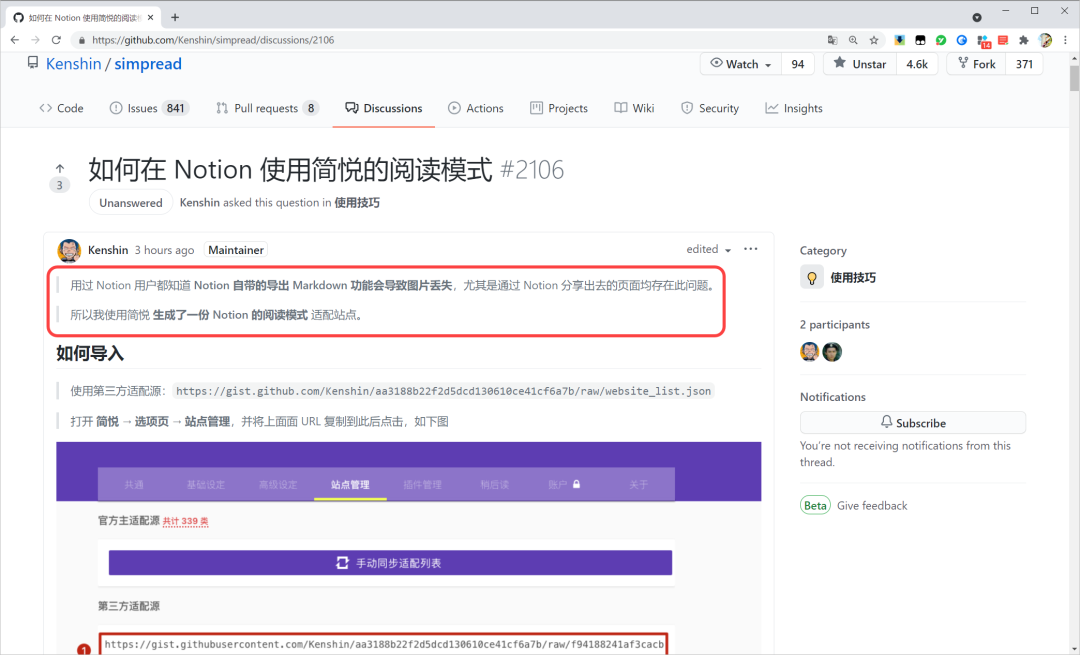 如何在 Notion 使用简悦的阅读
https://github.com/Kenshin/simpread/discussions/2106
14
Kenshin / simpread
Watch 94
Unstar 4.6k
Fork 371
Code
Issues 841
Pull requests 8
Discussions
Actions
Projects
Wiki
Security
Insights
3
如何在 Notion 使用简悦的阅读模式 #2106
Unanswered Kenshin asked this question in 使用技巧
Kenshin 3 hours ago Maintainer edited
用过 Notion 用户都知道 Notion 自带的导出 Markdown 功能会导致图片丢失，尤其是通过 Notion 分享出去的页面均存在此问题。
所以我使用简悦 生成了一份 Notion 的阅读模式 适配站点。
如何导入
使用第三方适配源： https://gist.github.com/Kenshin/aa3188b22f2d5dcd130610ce41cf6a7b/raw/website_list.json
打开 简悦 → 选项页 → 站点管理，并将上面面 URL 复制到此后点击，如下图
共通 基础设定 高级设定 站点管理 插件管理 稍后读 账户 关于
官方主适配源 共计 339 类
手动同步适配列表
第三方适配源
1
https://gist.githubusercontent.com/Kenshin/aa3188b22f2d5dcd130610ce41cf6a7b/raw/f94188241af3cacb
Category
使用技巧
2 participants
Notifications
Subscribe
You're not receiving notifications from this
thread.
Beta Give feedback